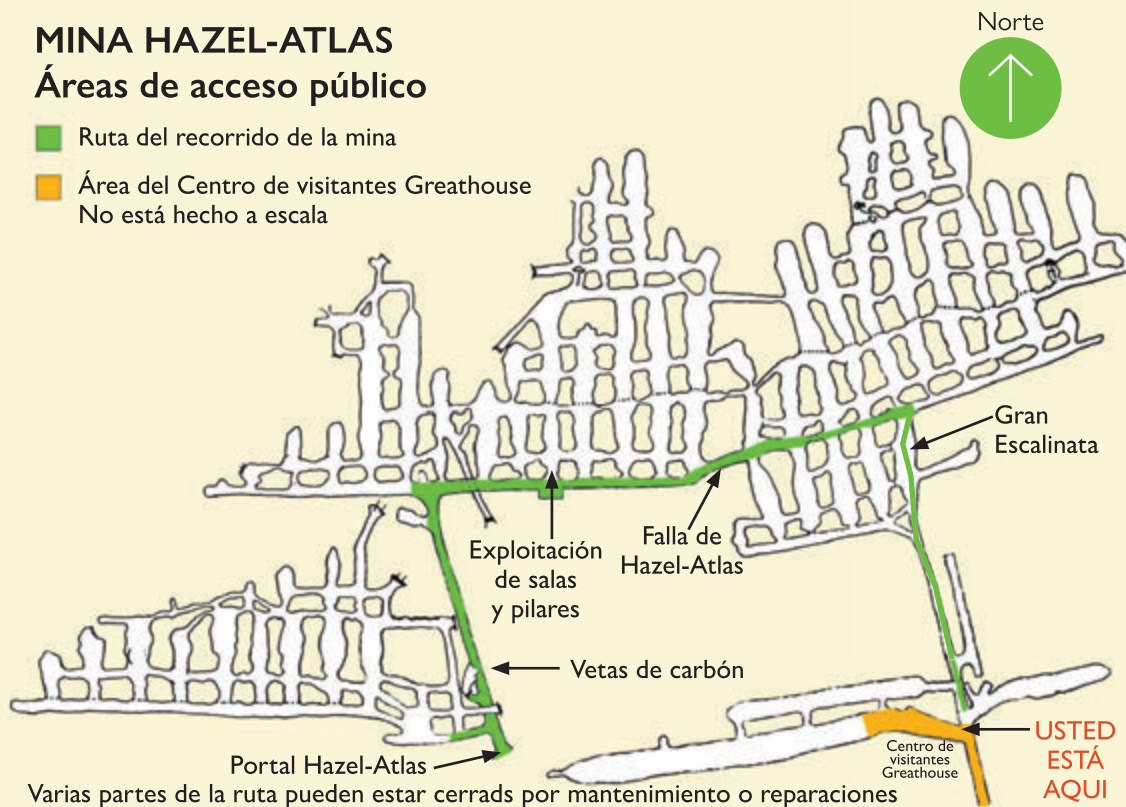 MINA HAZEL-ATLAS
Áreas de acceso público
Ruta del recorrido de la mina
Área del Centro de visitantes Greathouse
No está hecho a escala
Norte
Gran
Escalinata
Falla de
Hazel-Atlas
Exploitación
de salas
y pilares
Vetas de carbón
Portal Hazel-Atlas
Centro de
visitantes
Greathouse
USTED
ESTÁ
AQUI
Varias partes de la ruta pueden estar cerrads por mantenimiento o reparaciones